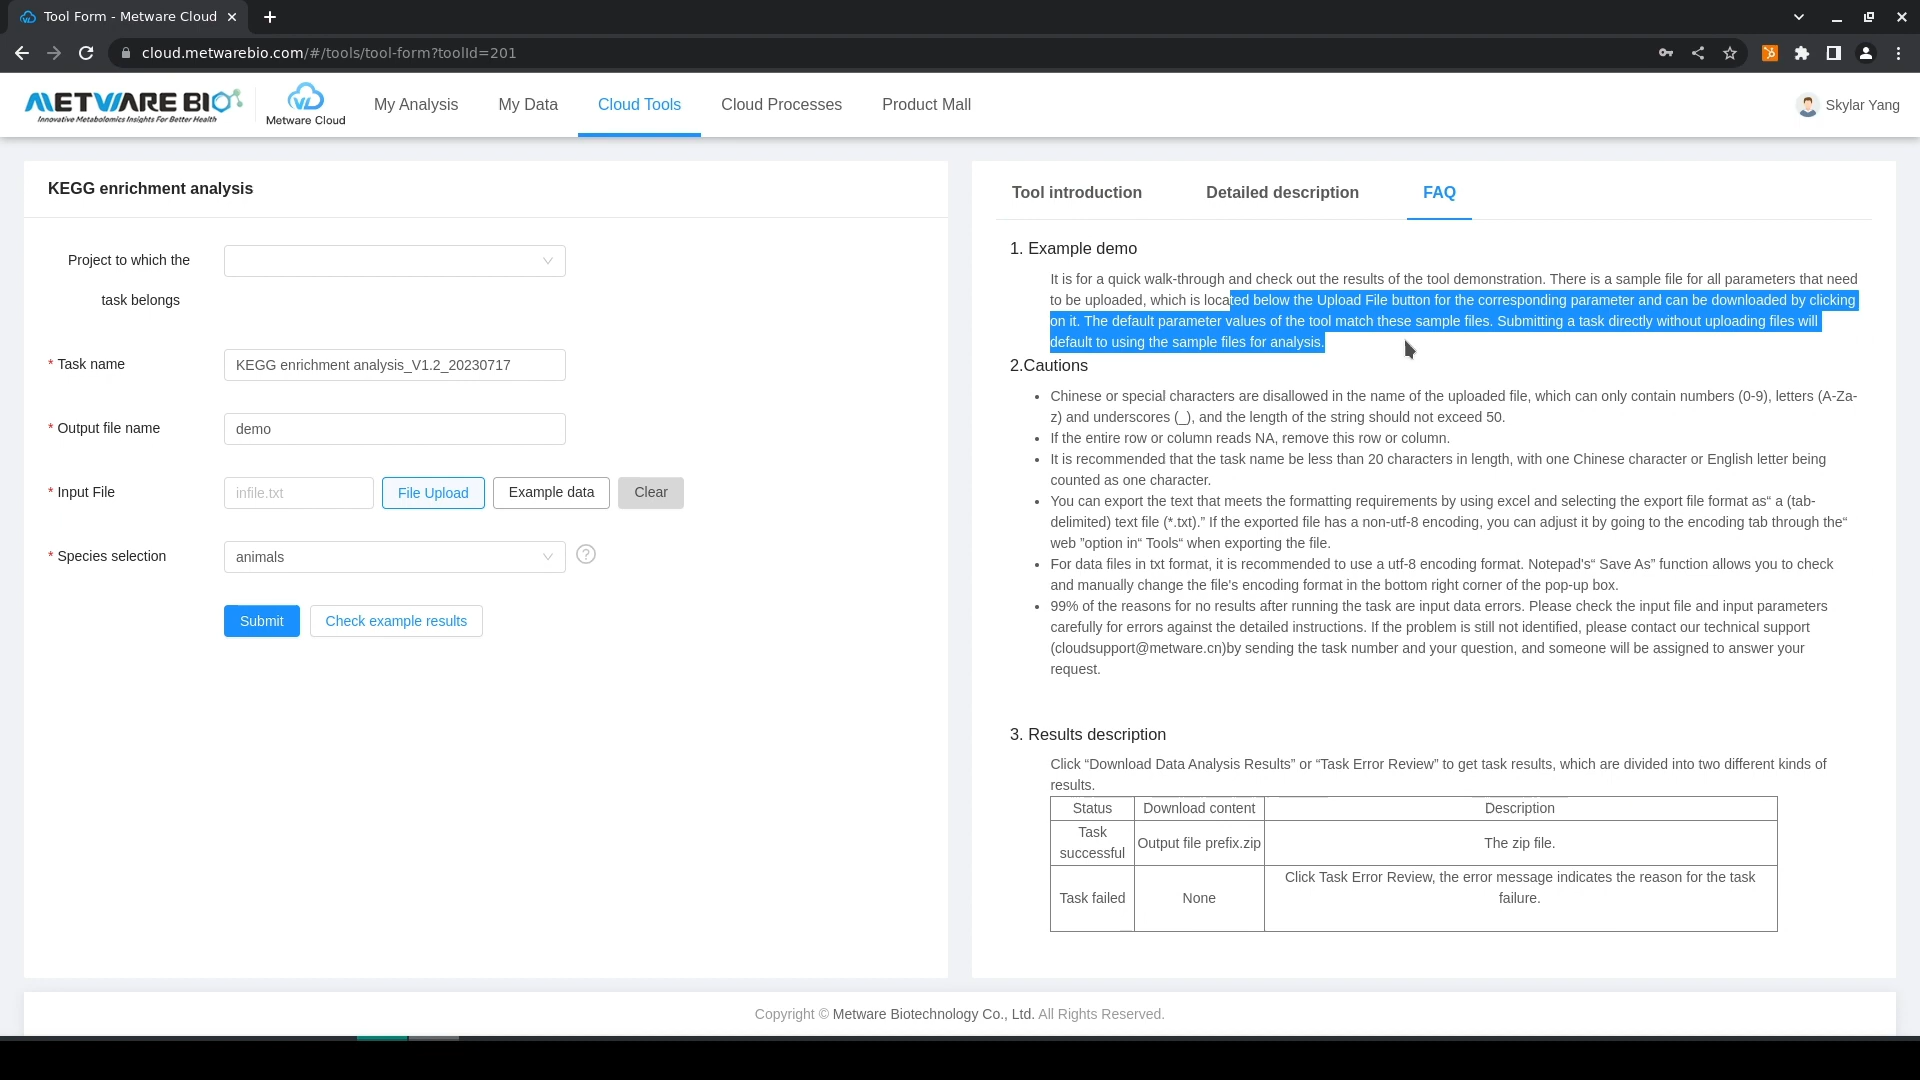 Tool Form - Metware Cloud
cloud.metwarebio.com/#/tools/tool-form?toolId=201
METWARE BIO
Innovative Metabolomics Insights For Better Health
Metware Cloud
My Analysis
My Data
Cloud Tools
Cloud Processes
Product Mall
Skylar Yang
KEGG enrichment analysis
Project to which the
task belongs
* Task name
KEGG enrichment analysis_V1.2_20230717
* Output file name
demo
* Input File
infile.txt
File Upload
Example data
Clear
* Species selection
animals
?
Submit
Check example results
Tool introduction
Detailed description
FAQ
1. Example demo
It is for a quick walk-through and check out the results of the tool demonstration. There is a sample file for all parameters that need
to be uploaded, which is located below the Upload File button for the corresponding parameter and can be downloaded by clicking
on it. The default parameter values of the tool match these sample files. Submitting a task directly without uploading files will
default to using the sample files for analysis.
2.Cautions
• Chinese or special characters are disallowed in the name of the uploaded file, which can only contain numbers (0-9), letters (A-Za-
z) and underscores (_), and the length of the string should not exceed 50.
• If the entire row or column reads NA, remove this row or column.
• It is recommended that the task name be less than 20 characters in length, with one Chinese character or English letter being
counted as one character.
• You can export the text that meets the formatting requirements by using excel and selecting the export file format as“ a (tab-
delimited) text file (*.txt).” If the exported file has a non-utf-8 encoding, you can adjust it by going to the encoding tab through the“
web ”option in“ Tools“ when exporting the file.
• For data files in txt format, it is recommended to use a utf-8 encoding format. Notepad's“ Save As” function allows you to check
and manually change the file's encoding format in the bottom right corner of the pop-up box.
• 99% of the reasons for no results after running the task are input data errors. Please check the input file and input parameters
carefully for errors against the detailed instructions. If the problem is still not identified, please contact our technical support
(cloudsupport@metware.cn)by sending the task number and your question, and someone will be assigned to answer your
request.
3. Results description
Click “Download Data Analysis Results” or “Task Error Review” to get task results, which are divided into two different kinds of
results.
Status
Download content
Description
Task
successful
Output file prefix.zip
The zip file.
Task failed
None
Click Task Error Review, the error message indicates the reason for the task
failure.
Copyright © Metware Biotechnology Co., Ltd. All Rights Reserved.